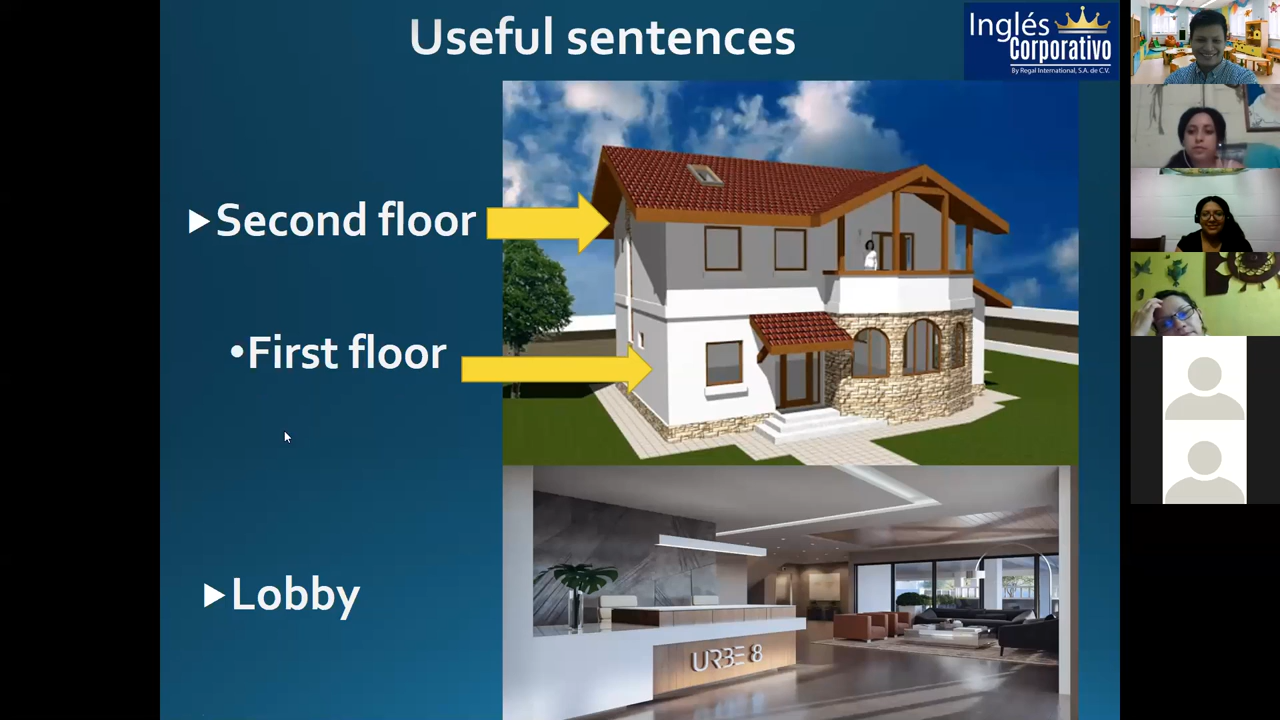 Useful sentences
Inglés
Corporativo
By Regal International, S.A. de C.V.
▶Second floor
•First floor
▶Lobby
URBE 8